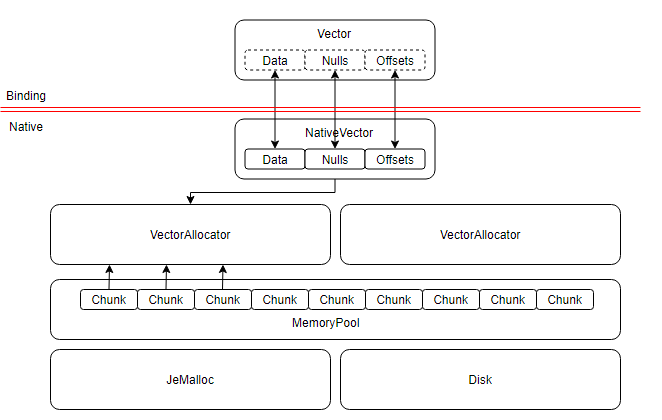 Vector
Data Nulls Offsets
Binding
Native
NativeVector
Data Nulls Offsets
VectorAllocator VectorAllocator
Chunk Chunk Chunk Chunk Chunk Chunk Chunk Chunk Chunk
MemoryPool
JeMalloc Disk